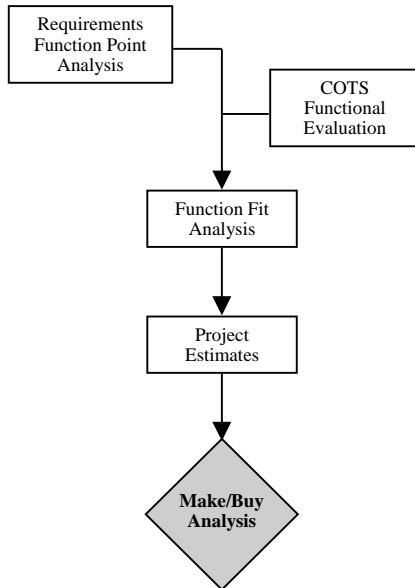 Requirements
Function Point
Analysis
COTS
Functional
Evaluation
Function Fit
Analysis
Project
Estimates
Make/Buy
Analysis